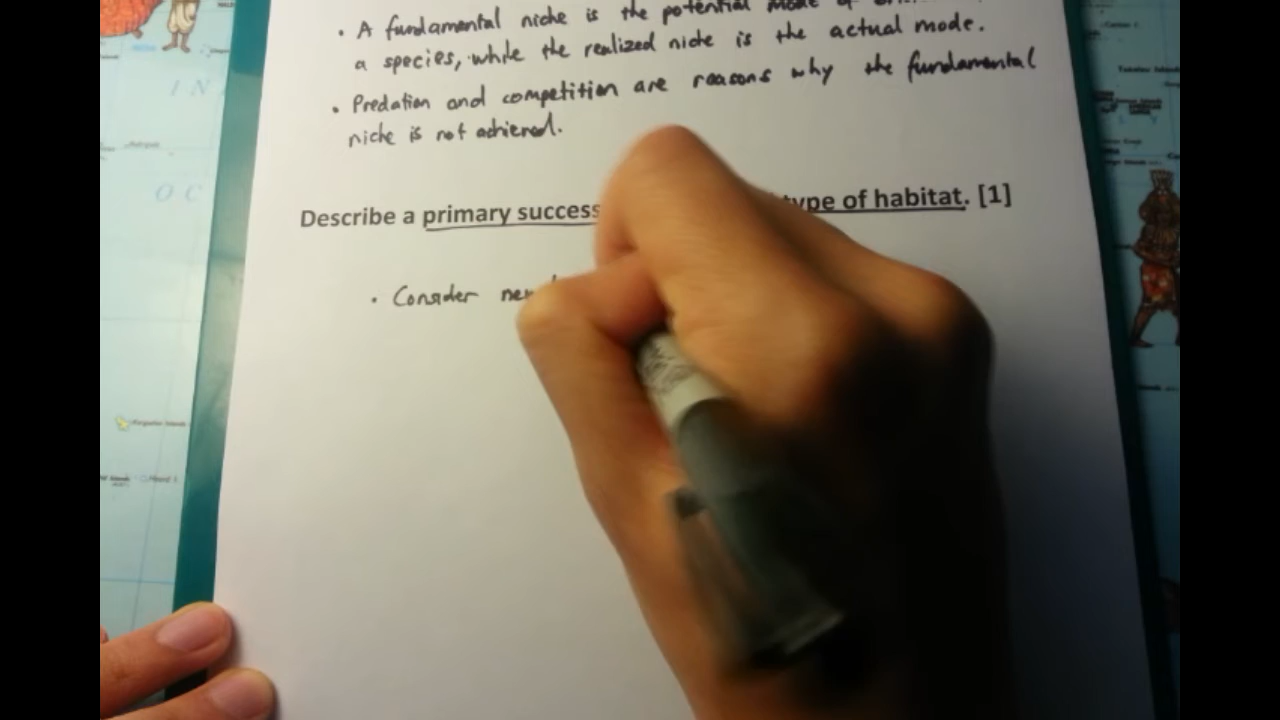 • A fundamental niche is the potential mode of
a species, while the realized niche is the actual mode.
• Predation and competition are reasons why the fundamental
niche is not achieved.
Describe a primary success type of habitat. [1]
• Consider new
I N
O C